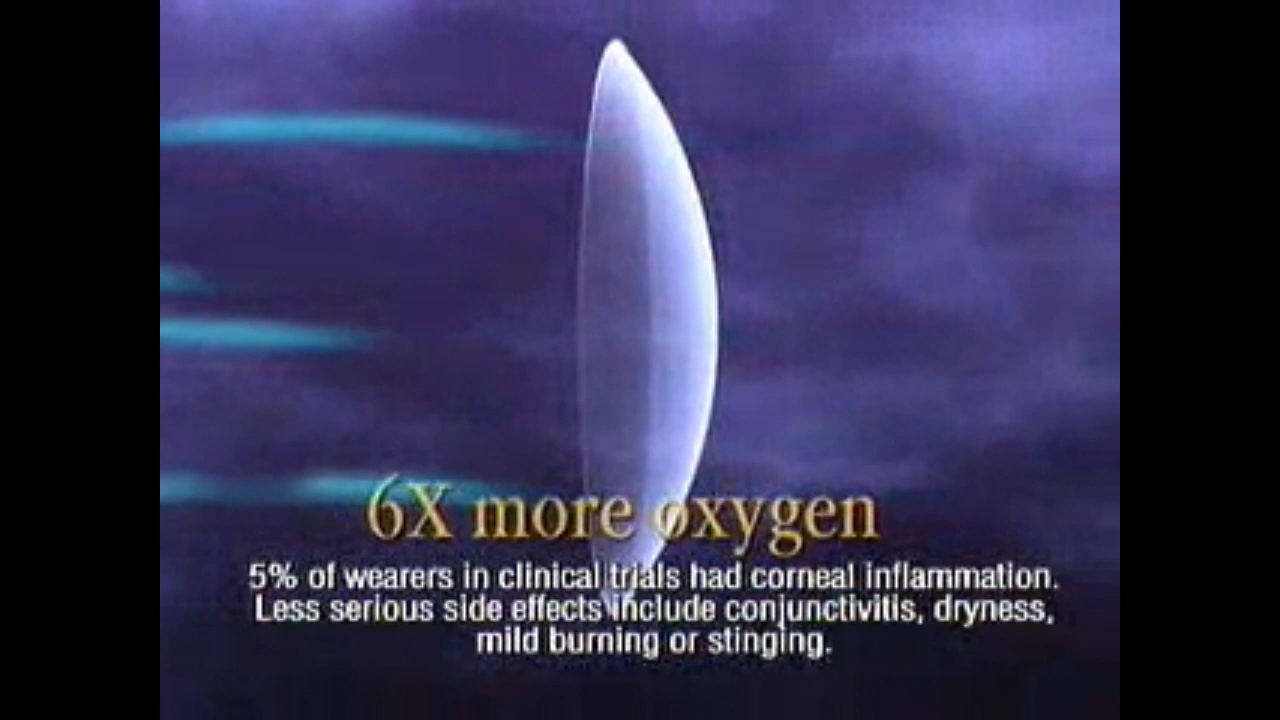 6X more oxygen
5% of wearers in clinical trials had corneal inflammation.
Less serious side effects include conjunctivitis, dryness,
mild burning or stinging.